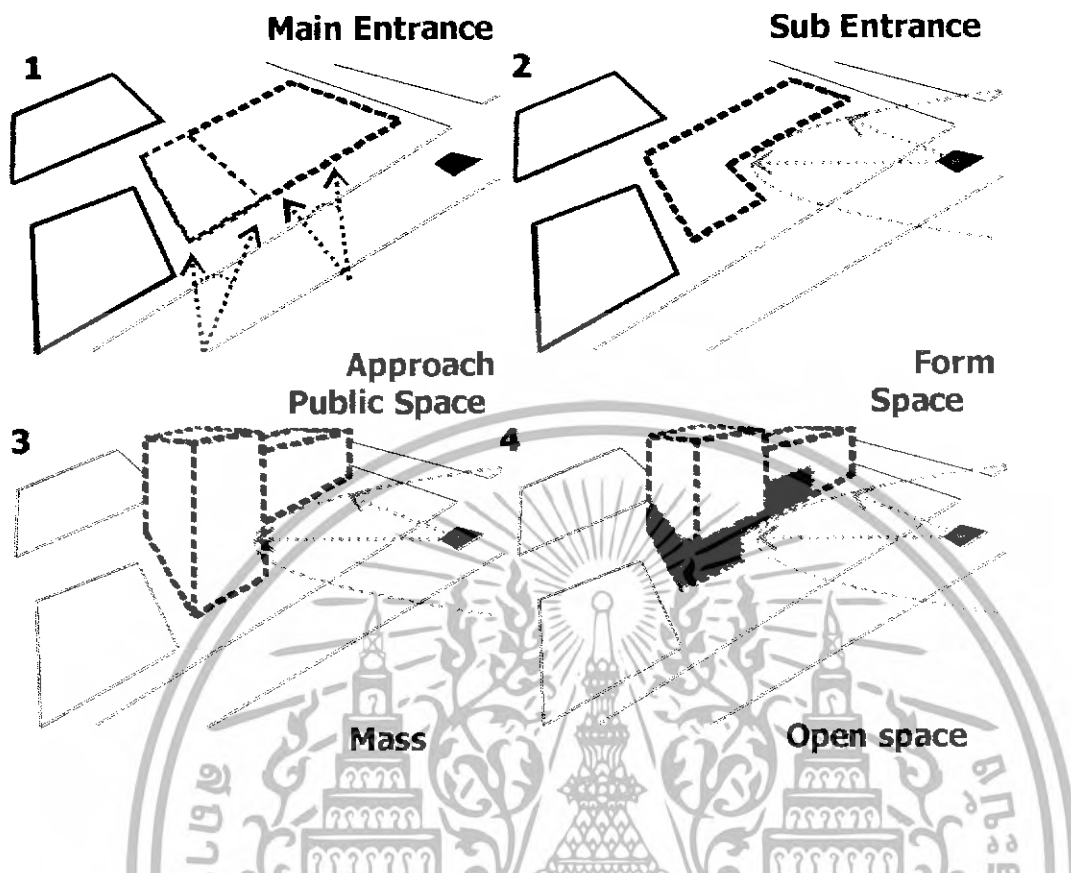 Main Entrance
Sub Entrance
1
2
Approach
Public Space
Form
Space
3
4
Mass
Open space